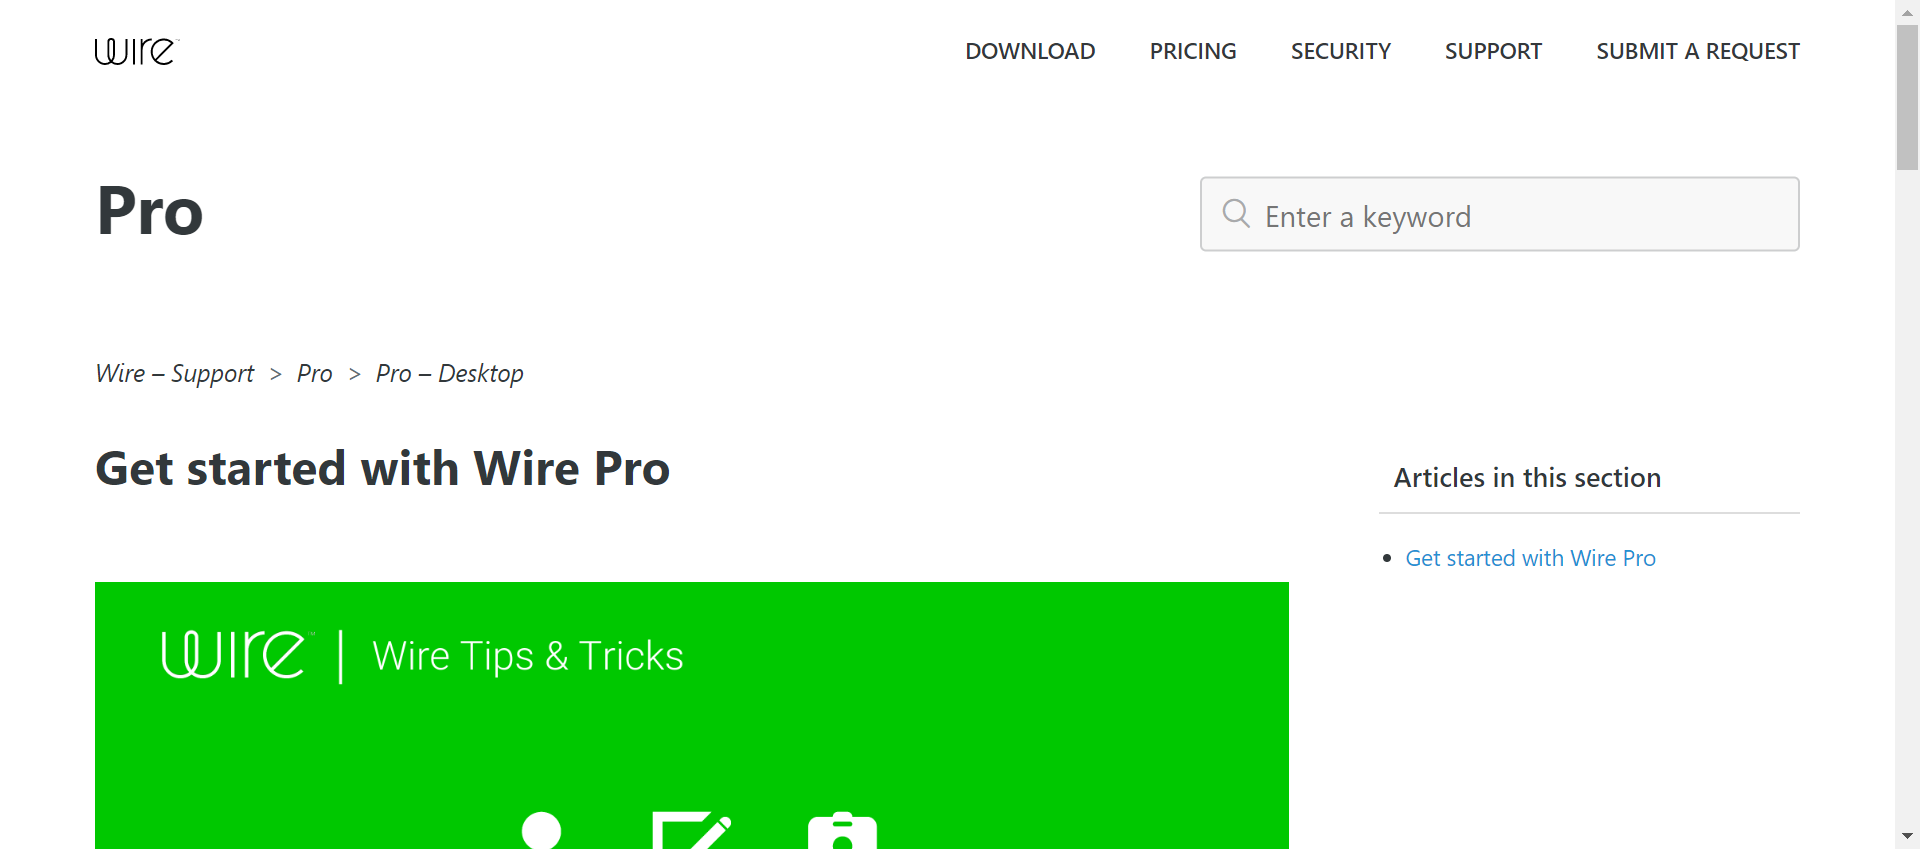 wire
DOWNLOAD PRICING SECURITY SUPPORT SUBMIT A REQUEST
Pro
Enter a keyword
Wire – Support > Pro > Pro – Desktop
Get started with Wire Pro
Articles in this section
Get started with Wire Pro
wire™ | Wire Tips & Tricks